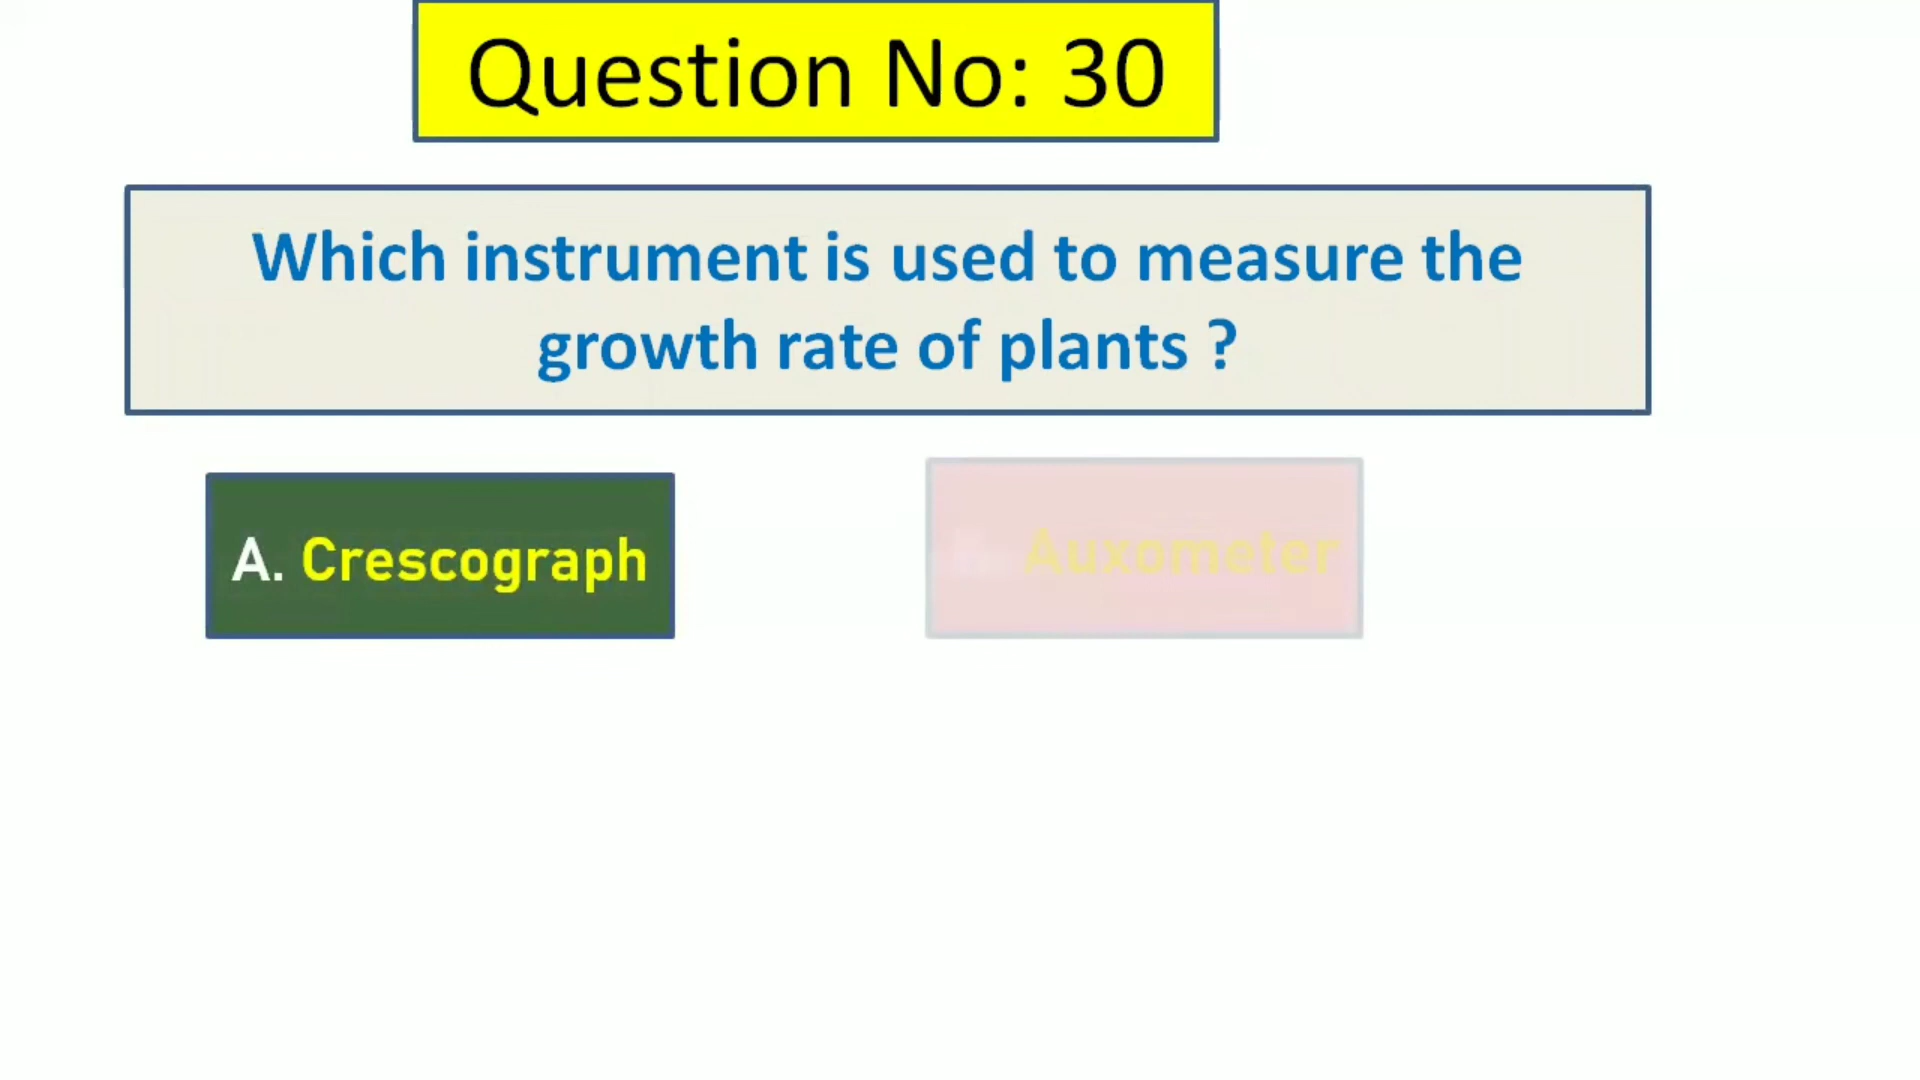 Question No: 30
Which instrument is used to measure the
growth rate of plants ?
A. Crescograph
Auxometer